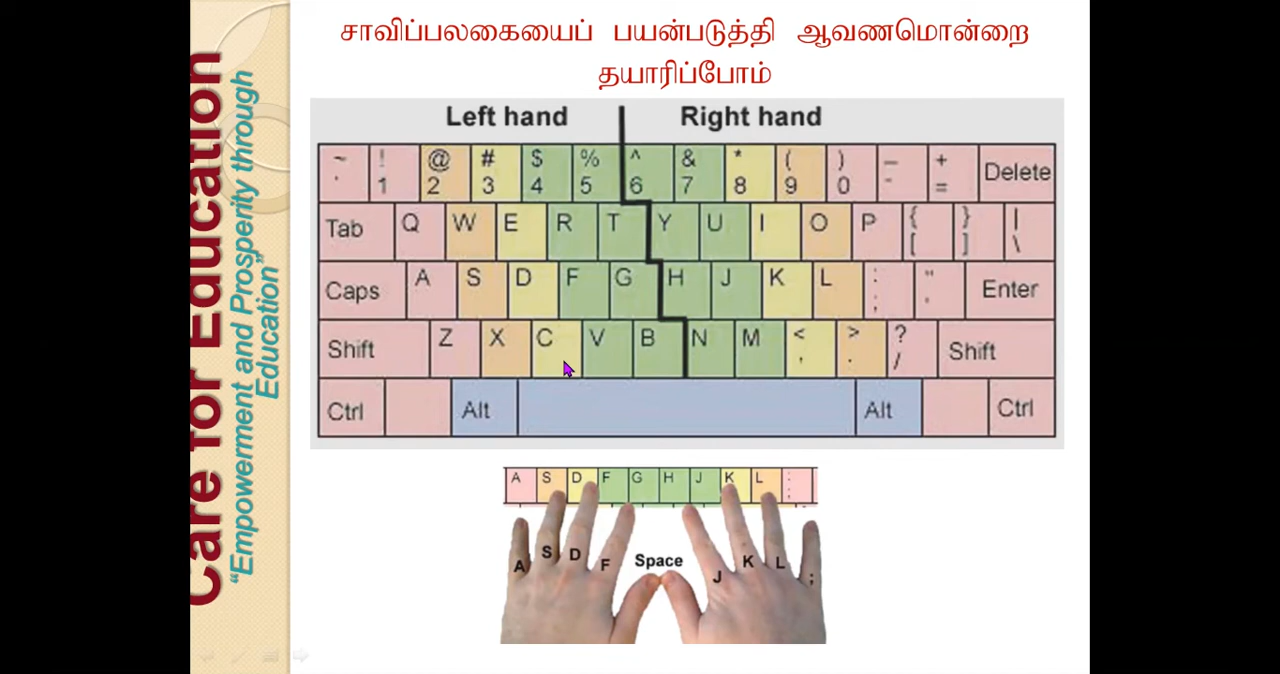 சாவிப்பலகையைப் பயன்படுத்தி ஆவணமொன்றை
தயாரிப்போம்
Care for Education
“Empowerment and Prosperity through
Education”
Left hand Right hand
~ ! @ # $ % ^ & * ( ) — +
` 1 2 3 4 5 6 7 8 9 0 - = Delete
Tab Q W E R T Y U I O P { } |
[ ] \
Caps A S D F G H J K L : " Enter
; '
Shift Z X C V B N M < > ? Shift
, . /
Ctrl Alt Alt Ctrl
A S D F G H J K L :
;
A S D F Space J K L ;